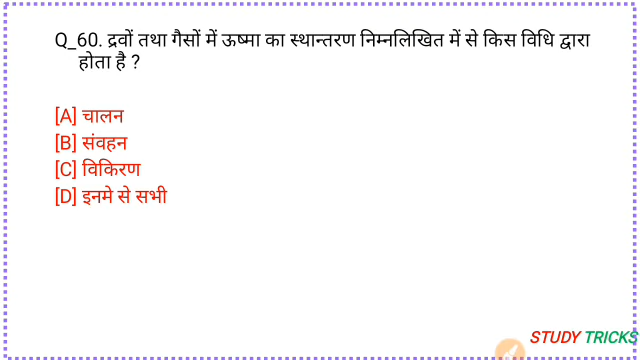 Q_60. द्रवों तथा गैसों में ऊष्मा का स्थान्तरण निम्नलिखित में से किस विधि द्वारा
होता है ?
[A] चालन
[B] संवहन
[C] विकिरण
[D] इनमे से सभी
STUDY TRICKS